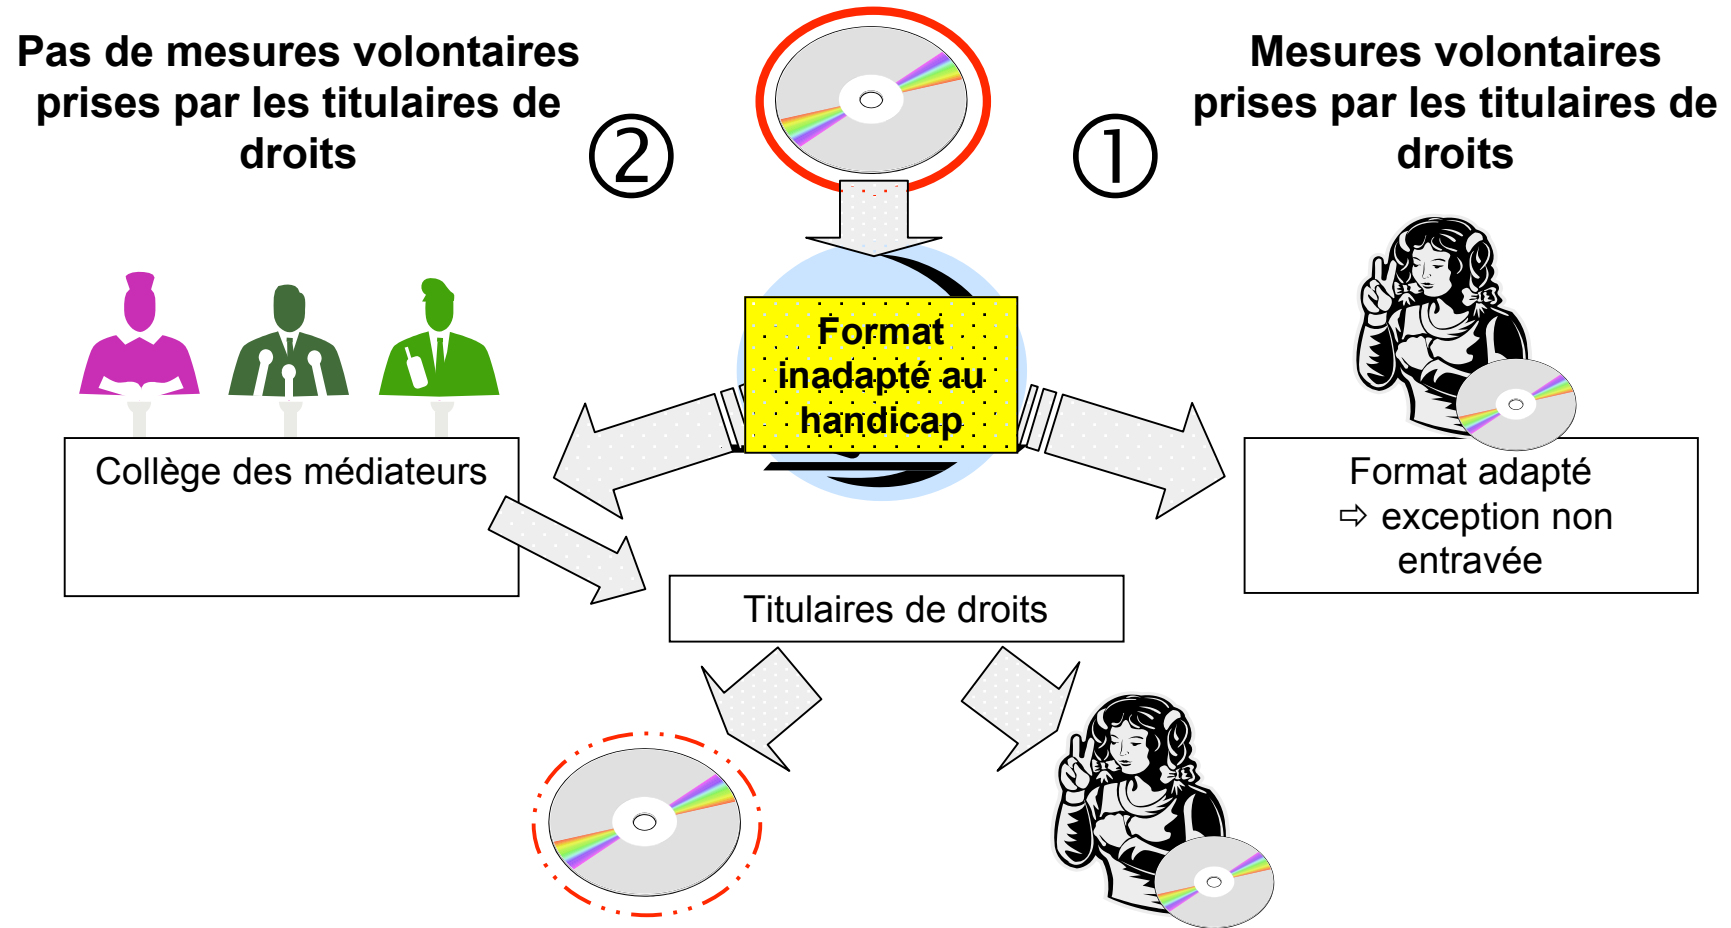 Pas de mesures volontaires
prises par les titulaires de
droits
②
①
Mesures volontaires
prises par les titulaires de
droits
Format
inadapté au
handicap
Collège des médiateurs
Format adapté
⇨ exception non
entravée
Titulaires de droits